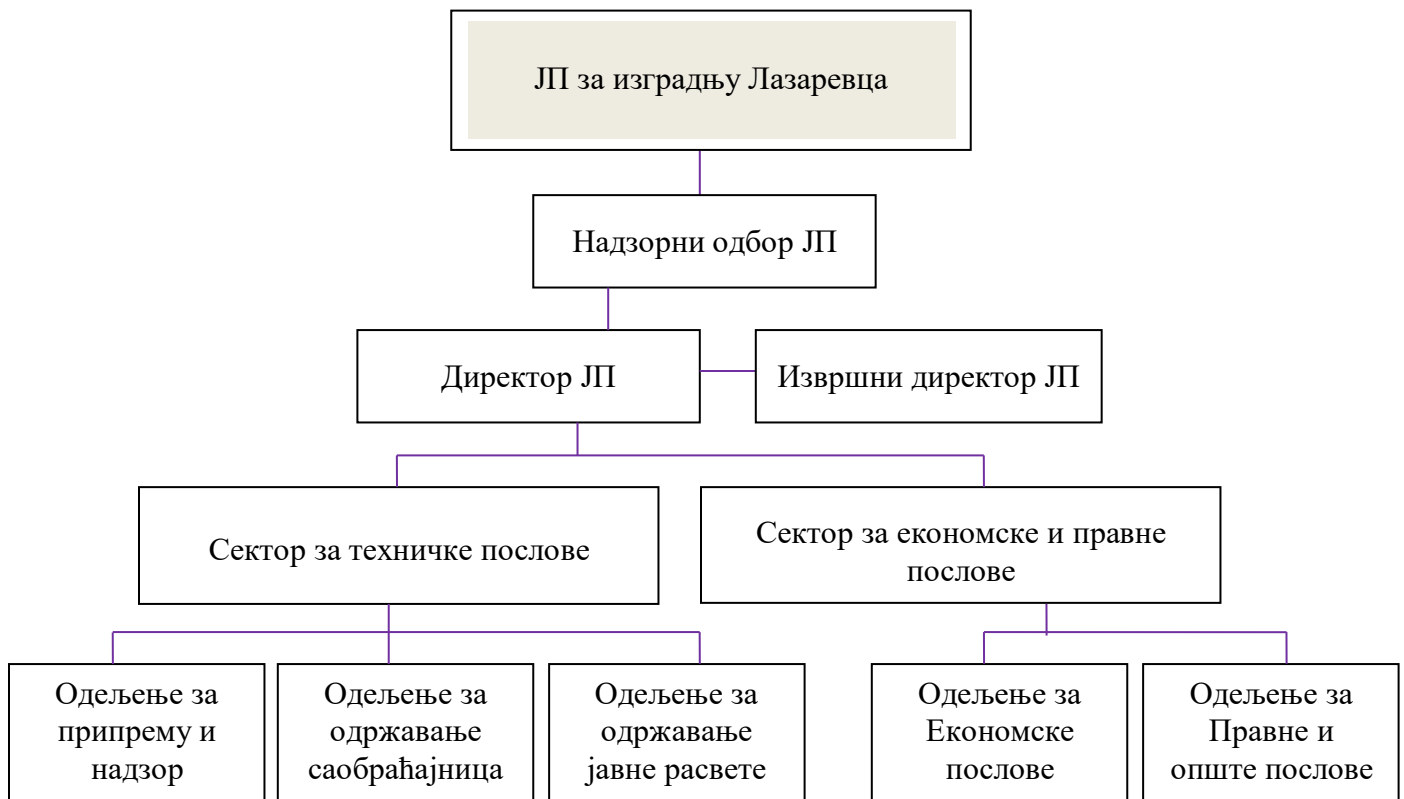 ЈП за изградњу Лазаревца
Надзорни одбор ЈП
Директор ЈП
Извршни директор ЈП
Сектор за техничке послове
Сектор за економске и правне
послове
Одељење за
припрему и
надзор
Одељење за
одржавање
саобраћајница
Одељење за
одржавање
јавне расвете
Одељење за
Економске
послове
Одељење за
Правне и
опште послове